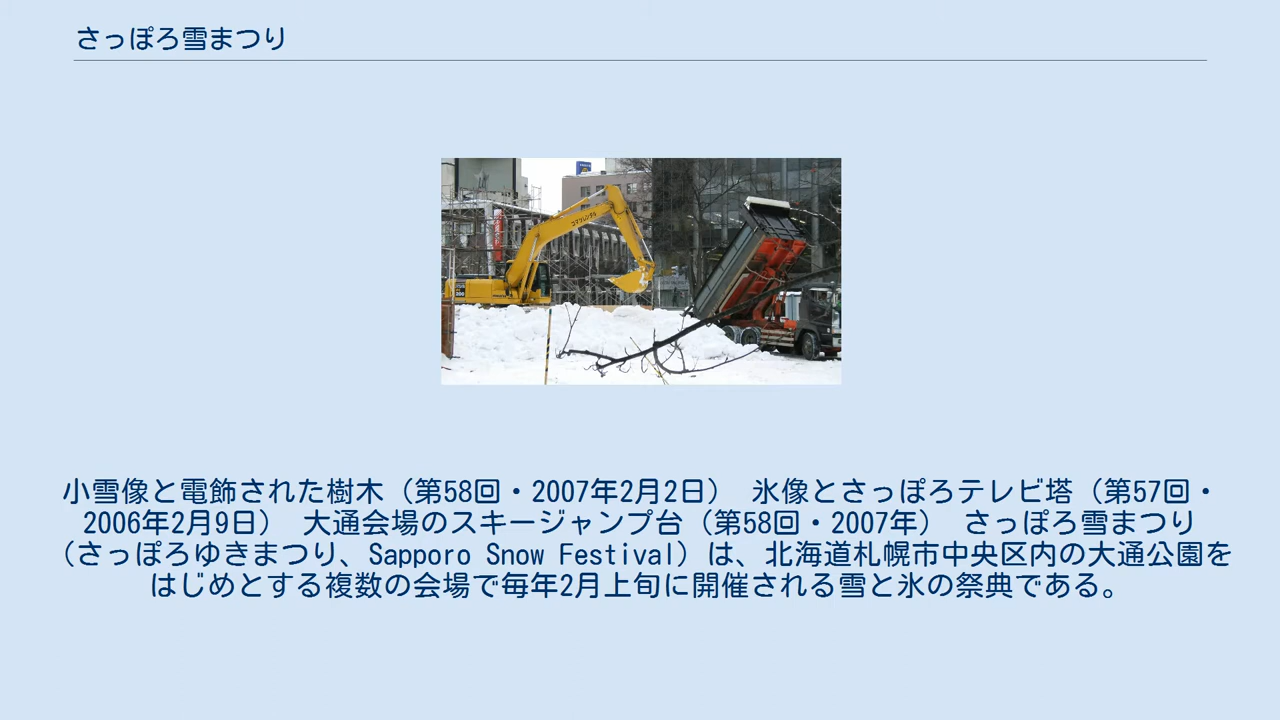 さっぽろ雪まつり
コマツレンタル
小雪像と電飾された樹木（第58回・2007年2月2日） 氷像とさっぽろテレビ塔（第57回・
2006年2月9日） 大通会場のスキージャンプ台（第58回・2007年） さっぽろ雪まつり
（さっぽろゆきまつり、Sapporo Snow Festival）は、北海道札幌市中央区内の大通公園を
はじめとする複数の会場で毎年2月上旬に開催される雪と氷の祭典である。